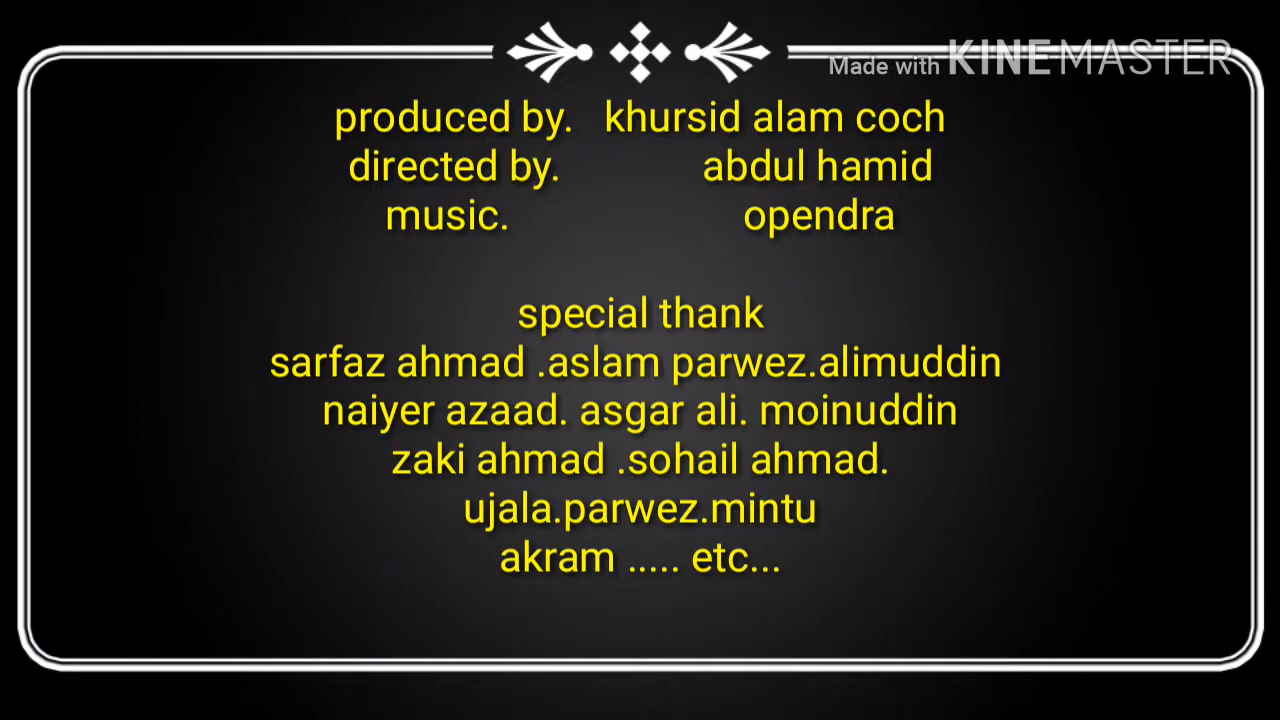 Made with KINEMASTER
produced by. khursid alam coch
directed by. abdul hamid
music. opendra
special thank
sarfaz ahmad .aslam parwez.alimuddin
naiyer azaad. asgar ali. moinuddin
zaki ahmad .sohail ahmad.
ujala.parwez.mintu
akram ..... etc...